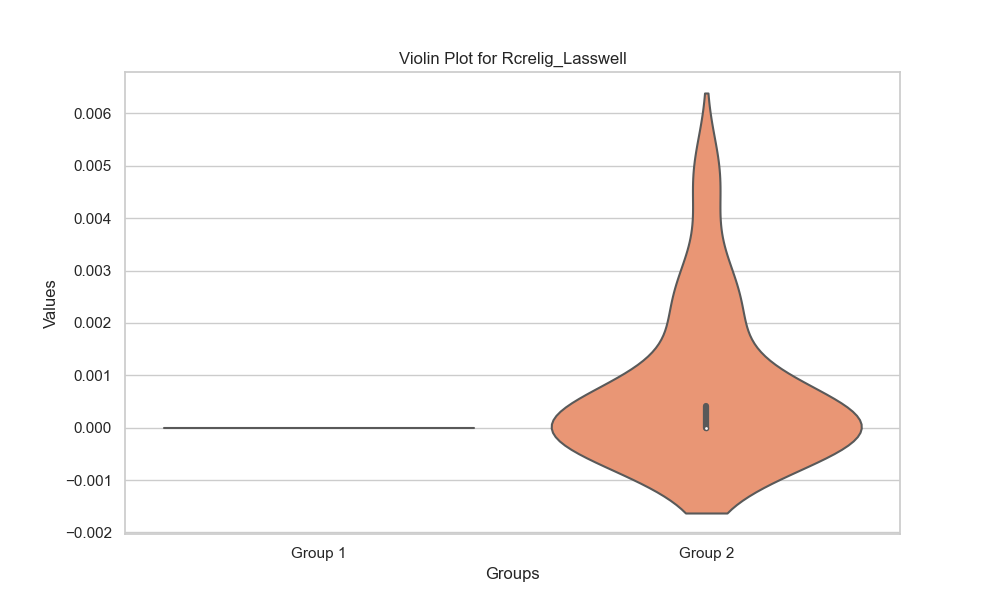 Violin Plot for Rcrelig_Lasswell
0.006
0.005
0.004
0.003
0.002
0.001
0.000
−0.001
−0.002
Values
Group 1
Group 2
Groups